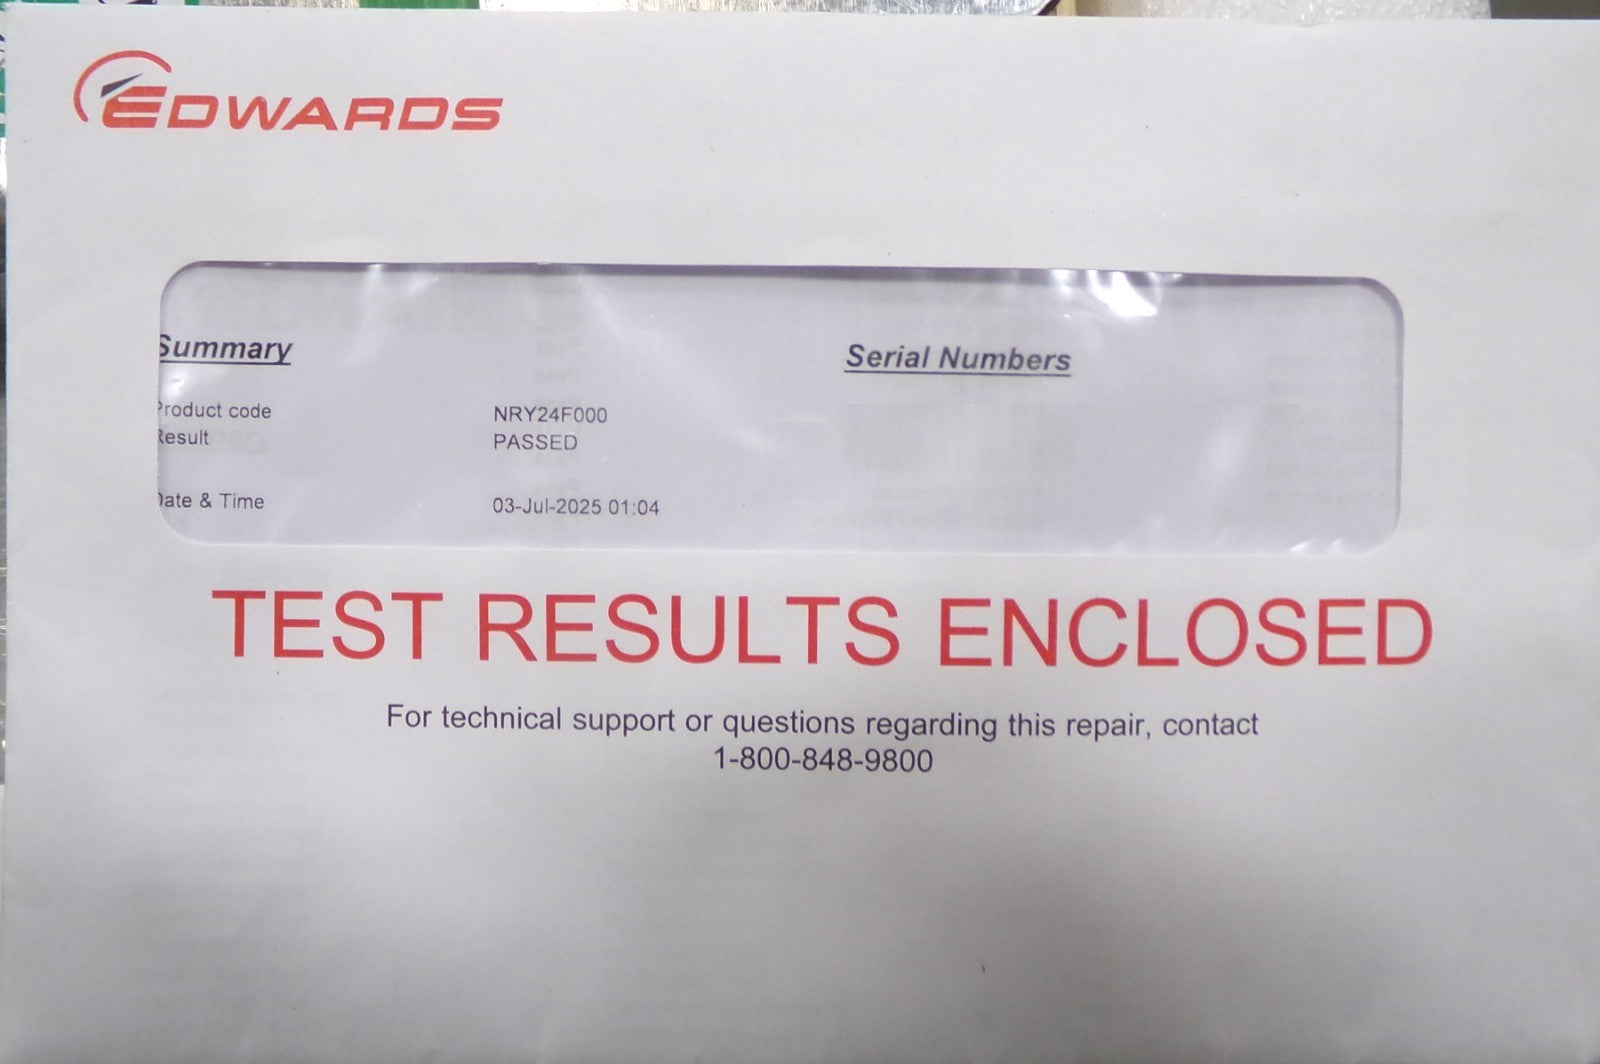 EDWARDS
Summary
Serial Numbers
Product code NRY24F000
Result PASSED
Date & Time 03-Jul-2025 01:04
TEST RESULTS ENCLOSED
For technical support or questions regarding this repair, contact
1-800-848-9800